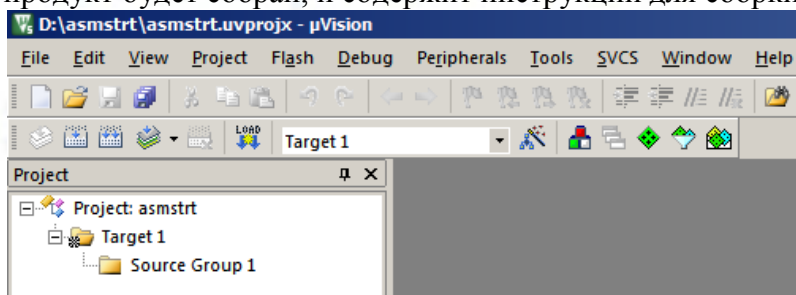 продукт будет собран, и содержит инструкции для сборки
D:\asmstrt\asmstrt.uvprojx - µVision
File Edit View Project Flash Debug Peripherals Tools SVCS Window Help
LOAD Target 1
Project
Project: asmstrt
Target 1
Source Group 1